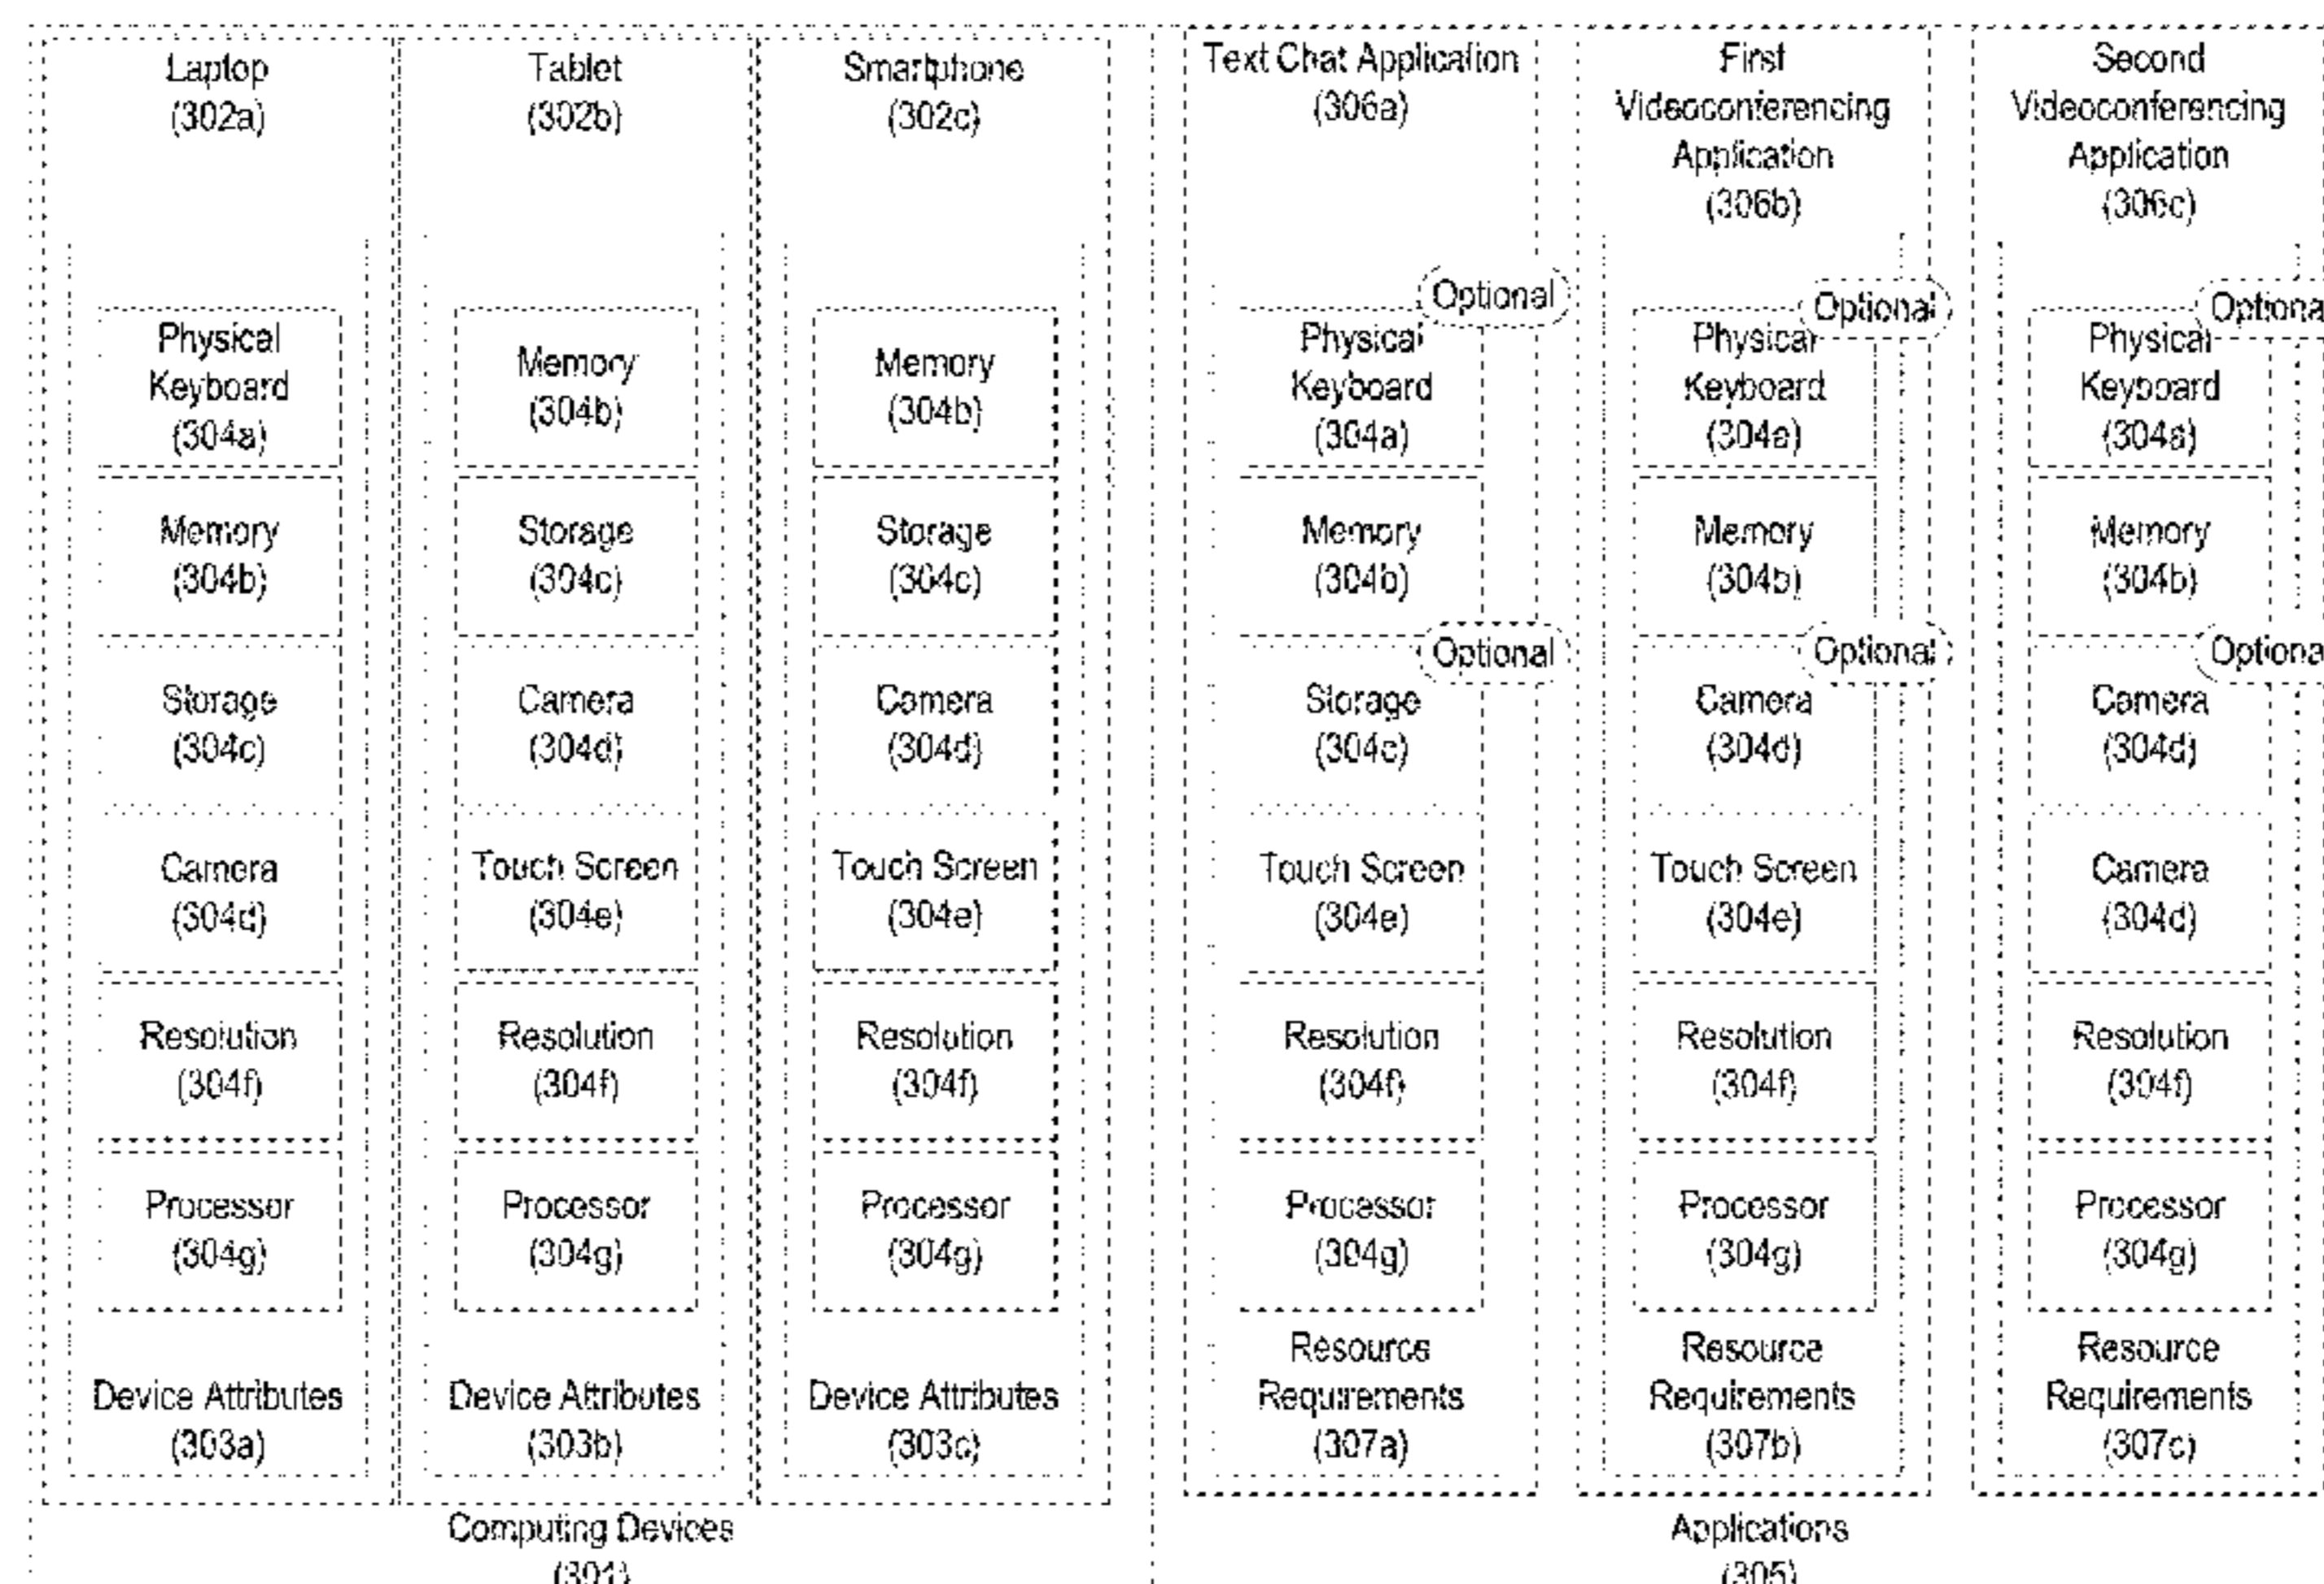 Laptop
(302a)
Physical
Keyboard
(304a)
Memory
(304b)
Storage
(304c)
Camera
(304d)
Resolution
(304f)
Processor
(304g)
Device Attributes
(303a)
Tablet
(302b)
Memory
(304b)
Storage
(304c)
Camera
(304d)
Touch Screen
(304e)
Resolution
(304f)
Processor
(304g)
Device Attributes
(303b)
Smartphone
(302c)
Memory
(304b)
Storage
(304c)
Camera
(304d)
Touch Screen
(304e)
Resolution
(304f)
Processor
(304g)
Device Attributes
(303c)
Computing Devices
(301)
Text Chat Application
(306a)
Optional
Physical
Keyboard
(304a)
Memory
(304b)
Optional
Storage
(304c)
Touch Screen
(304e)
Resolution
(304f)
Processor
(304g)
Resource
Requirements
(307a)
First
Videoconferencing
Application
(306b)
Optional
Physical
Keyboard
(304a)
Memory
(304b)
Optional
Camera
(304d)
Touch Screen
(304e)
Resolution
(304f)
Processor
(304g)
Resource
Requirements
(307b)
Second
Videoconferencing
Application
(306c)
Optiona
Physical
Keyboard
(304a)
Memory
(304b)
Optiona
Camera
(304d)
Camera
(304d)
Resolution
(304f)
Processor
(304g)
Resource
Requirements
(307c)
Applications
(305)